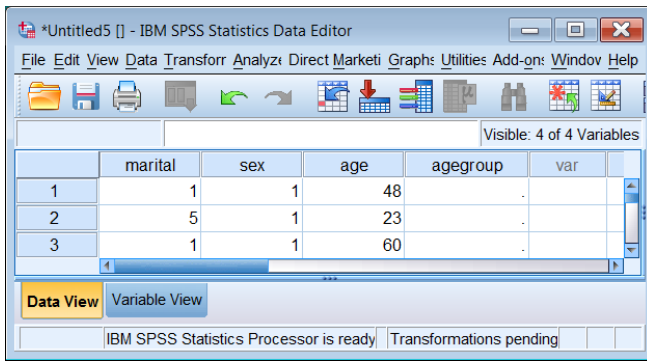 *Untitled5 [] - IBM SPSS Statistics Data Editor
File Edit View Data Transforr Analyze Direct Marketi Graphs Utilities Add-ons Window Help
Visible: 4 of 4 Variables
marital sex age agegroup var
1 1 1 48 .
2 5 1 23 .
3 1 1 60 .
Data View Variable View
IBM SPSS Statistics Processor is ready Transformations pending